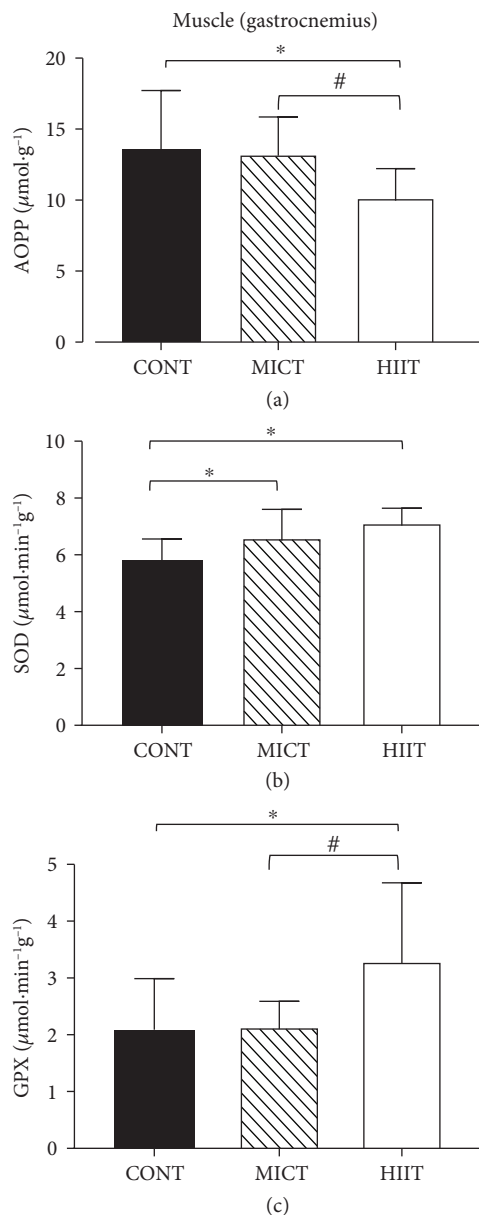 Muscle (gastrocnemius)
*
#
20
15
10
5
0
AOPP (µmol·g⁻¹)
CONT MICT HIIT
(a)
*
*
10
8
6
4
2
0
SOD (µmol·min⁻¹g⁻¹)
CONT MICT HIIT
(b)
*
#
5
4
3
2
1
0
GPX (µmol·min⁻¹g⁻¹)
CONT MICT HIIT
(c)